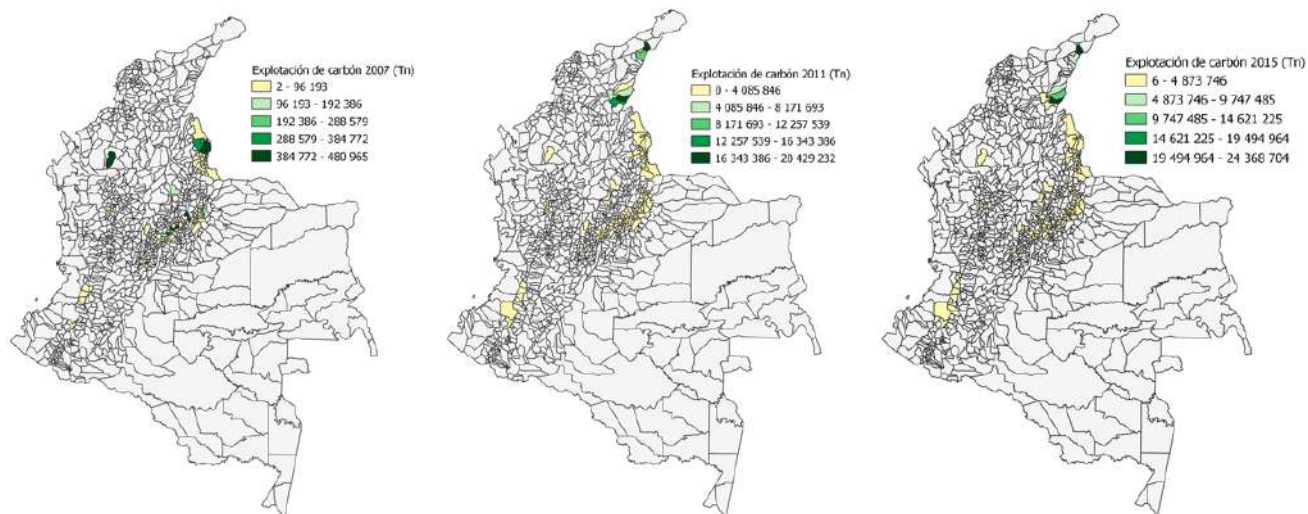 Explotación de carbón 2007 (Tn)
2 - 96 193
96 193 - 192 386
192 386 - 288 579
288 579 - 384 772
384 772 - 480 965
Explotación de carbón 2011 (Tn)
0 - 4 085 846
4 085 846 - 8 171 693
8 171 693 - 12 257 539
12 257 539 - 16 343 386
16 343 386 - 20 429 232
Explotación de carbón 2015 (Tn)
6 - 4 873 746
4 873 746 - 9 747 485
9 747 485 - 14 621 225
14 621 225 - 19 494 964
19 494 964 - 24 368 704